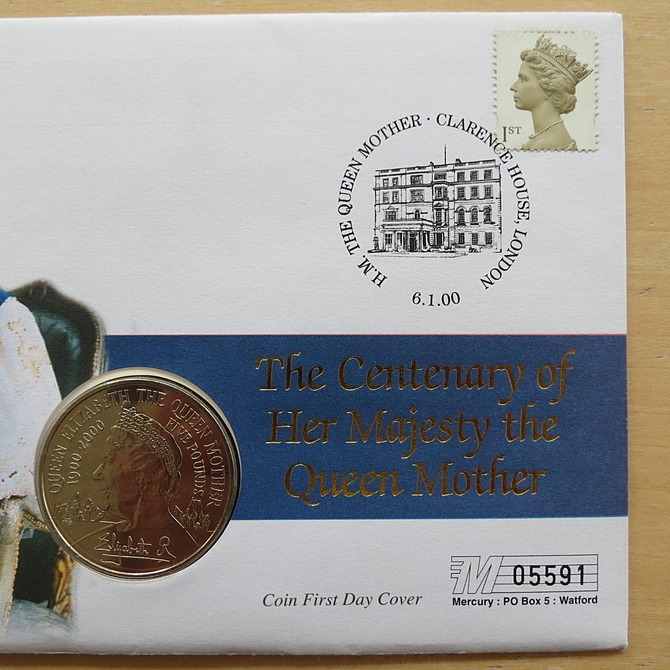 1ST
H.M. THE QUEEN MOTHER · CLARENCE HOUSE, LONDON
6.1.00
The Centenary of
Her Majesty the
Queen Mother
QUEEN ELIZABETH THE QUEEN MOTHER
1900-2000
FIVE POUNDS
Elizabeth R
Coin First Day Cover
M 05591
Mercury : PO Box 5 : Watford